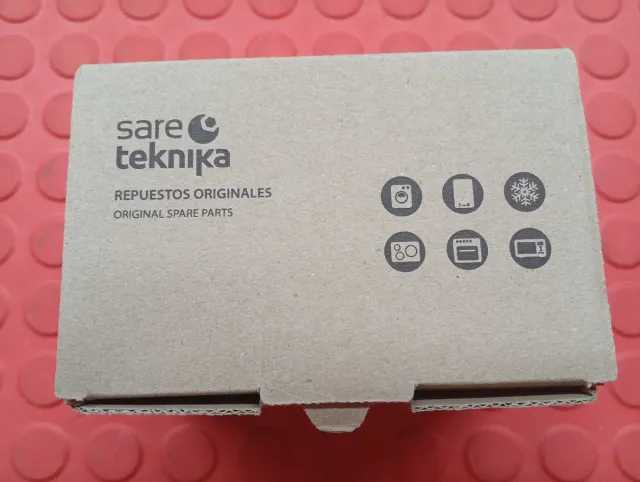 sare
teknika
REPUESTOS ORIGINALES
ORIGINAL SPARE PARTS